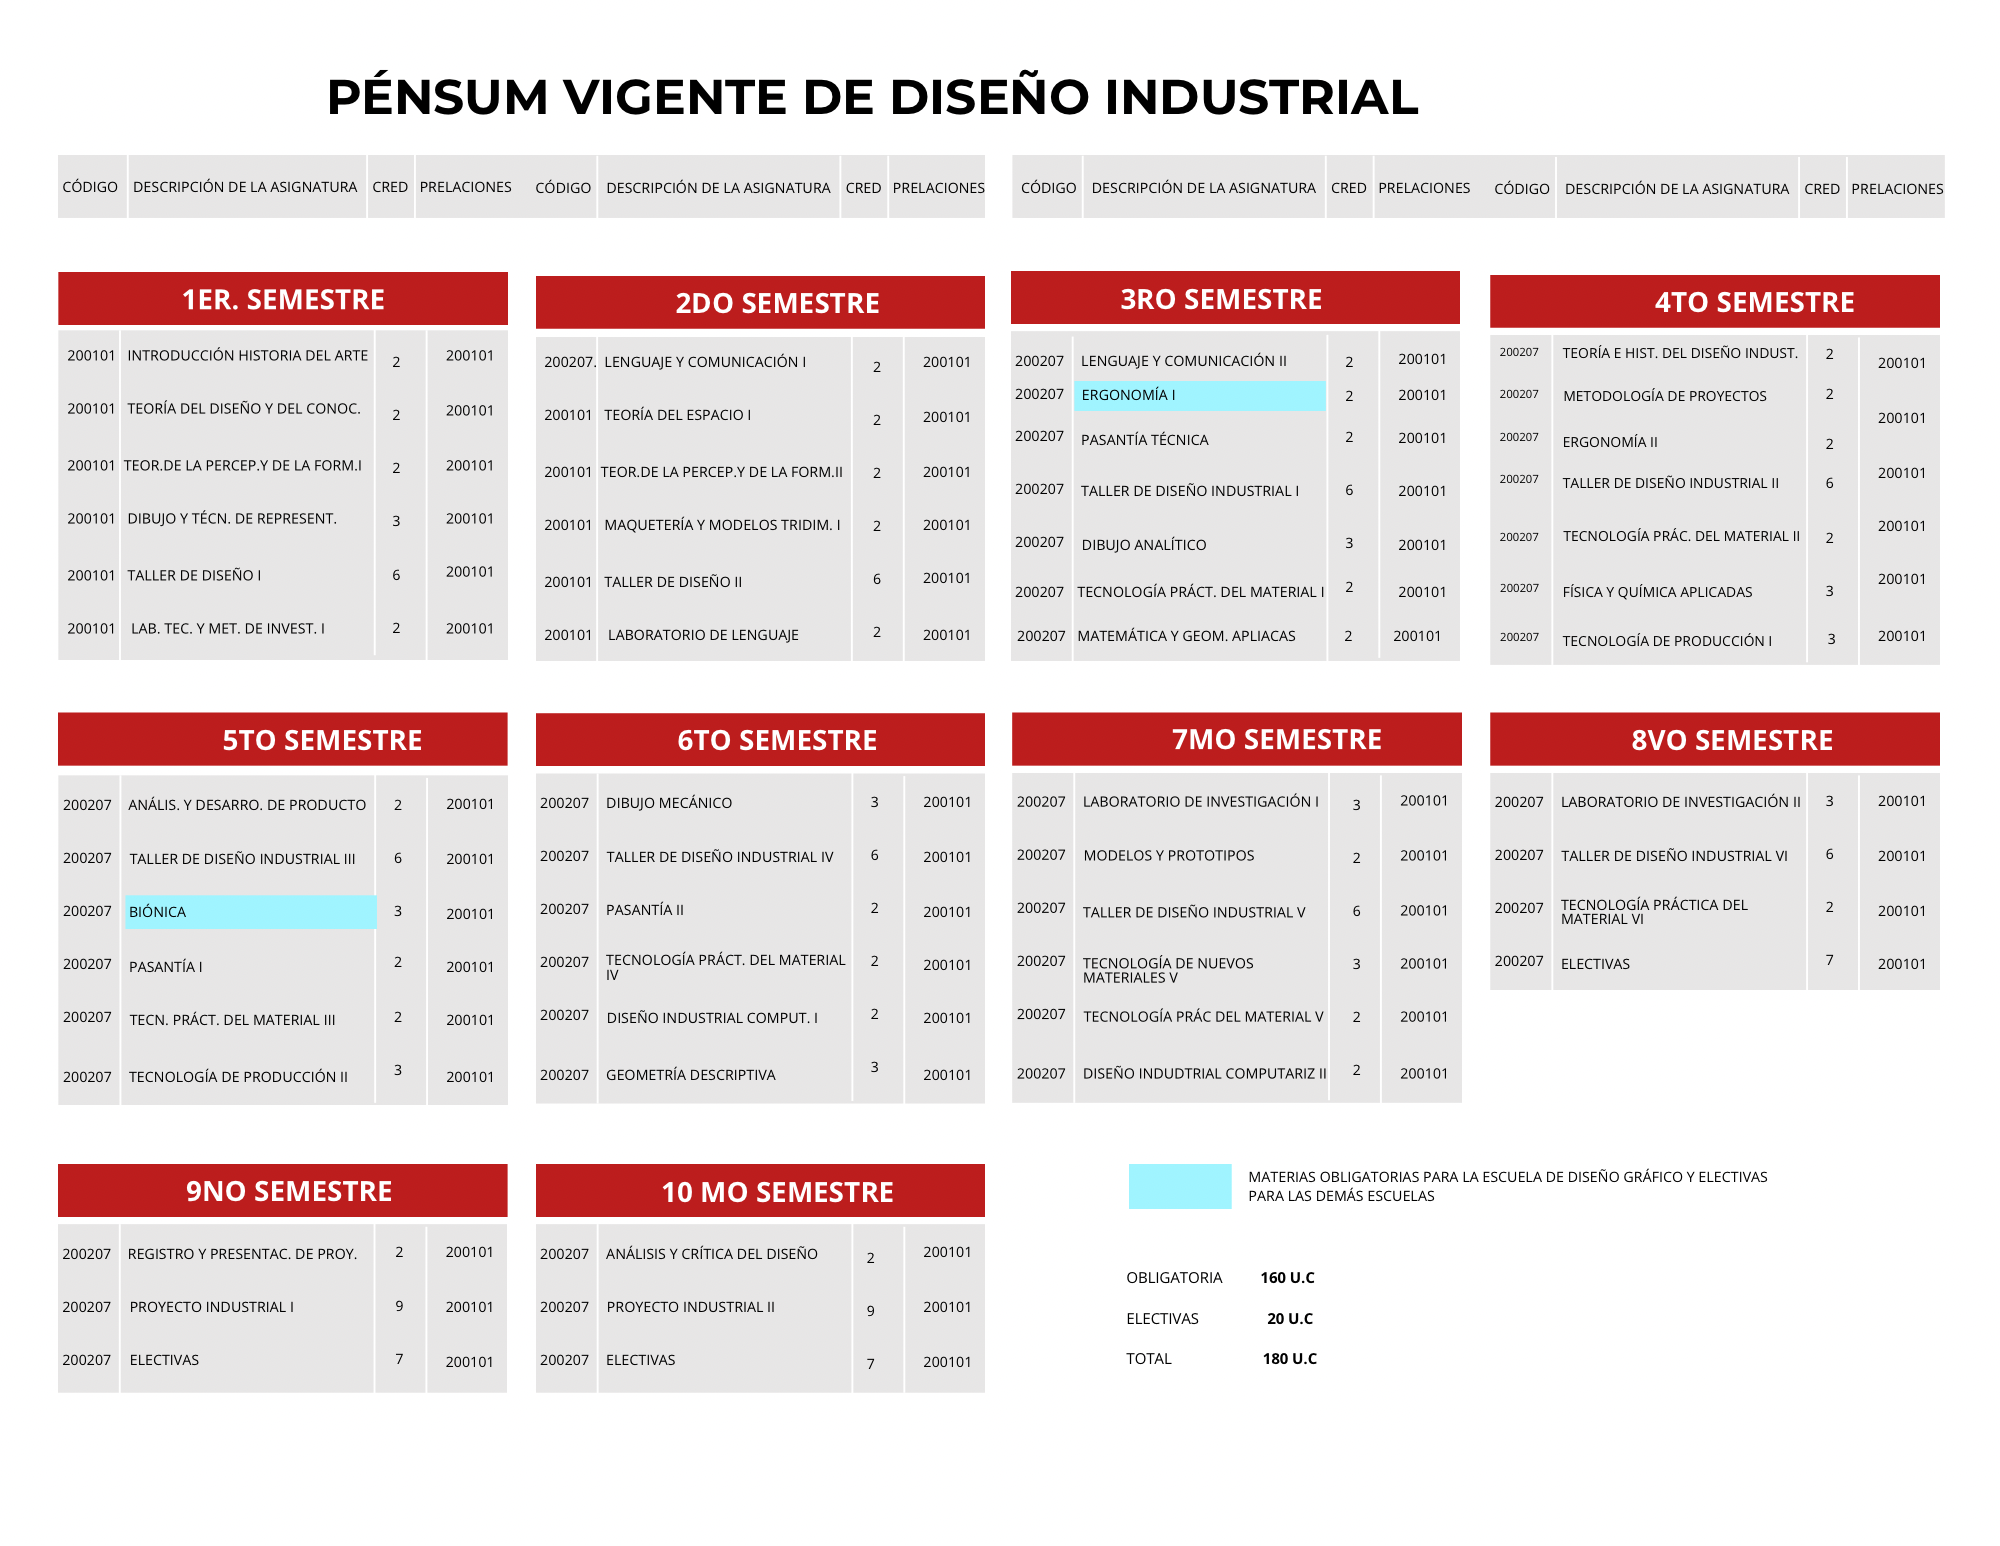 PÉNSUM VIGENTE DE DISEÑO INDUSTRIAL
CÓDIGO DESCRIPCIÓN DE LA ASIGNATURA CRED PRELACIONES CÓDIGO DESCRIPCIÓN DE LA ASIGNATURA CRED PRELACIONES CÓDIGO DESCRIPCIÓN DE LA ASIGNATURA CRED PRELACIONES CÓDIGO DESCRIPCIÓN DE LA ASIGNATURA CRED PRELACIONES
1ER. SEMESTRE
200101 INTRODUCCIÓN HISTORIA DEL ARTE 2 200101
200101 TEORÍA DEL DISEÑO Y DEL CONOC. 2 200101
200101 TEOR.DE LA PERCEP.Y DE LA FORM.I 2 200101
200101 DIBUJO Y TÉCN. DE REPRESENT. 3 200101
200101 TALLER DE DISEÑO I 6 200101
200101 LAB. TEC. Y MET. DE INVEST. I 2 200101
2DO SEMESTRE
200207. LENGUAJE Y COMUNICACIÓN I 2 200101
200101 TEORÍA DEL ESPACIO I 2 200101
200101 TEOR.DE LA PERCEP.Y DE LA FORM.II 2 200101
200101 MAQUETERÍA Y MODELOS TRIDIM. I 2 200101
200101 TALLER DE DISEÑO II 6 200101
200101 LABORATORIO DE LENGUAJE 2 200101
3RO SEMESTRE
200207 LENGUAJE Y COMUNICACIÓN II 2 200101
200207 ERGONOMÍA I 2 200101
200207 PASANTÍA TÉCNICA 2 200101
200207 TALLER DE DISEÑO INDUSTRIAL I 6 200101
200207 DIBUJO ANALÍTICO 3 200101
200207 TECNOLOGÍA PRÁCT. DEL MATERIAL I 2 200101
200207 MATEMÁTICA Y GEOM. APLIACAS 2 200101
4TO SEMESTRE
200207 TEORÍA E HIST. DEL DISEÑO INDUST. 2 200101
200207 METODOLOGÍA DE PROYECTOS 2 200101
200207 ERGONOMÍA II 2
200207 TALLER DE DISEÑO INDUSTRIAL II 6 200101
200207 TECNOLOGÍA PRÁC. DEL MATERIAL II 2 200101
200207 FÍSICA Y QUÍMICA APLICADAS 3 200101
200207 TECNOLOGÍA DE PRODUCCIÓN I 3 200101
5TO SEMESTRE
200207 ANÁLIS. Y DESARRO. DE PRODUCTO 2 200101
200207 TALLER DE DISEÑO INDUSTRIAL III 6 200101
200207 BIÓNICA 3 200101
200207 PASANTÍA I 2 200101
200207 TECN. PRÁCT. DEL MATERIAL III 2 200101
200207 TECNOLOGÍA DE PRODUCCIÓN II 3 200101
6TO SEMESTRE
200207 DIBUJO MECÁNICO 3 200101
200207 TALLER DE DISEÑO INDUSTRIAL IV 6 200101
200207 PASANTÍA II 2 200101
200207 TECNOLOGÍA PRÁCT. DEL MATERIAL 2 200101
IV
200207 DISEÑO INDUSTRIAL COMPUT. I 2 200101
200207 GEOMETRÍA DESCRIPTIVA 3 200101
7MO SEMESTRE
200207 LABORATORIO DE INVESTIGACIÓN I 3 200101
200207 MODELOS Y PROTOTIPOS 2 200101
200207 TALLER DE DISEÑO INDUSTRIAL V 6 200101
200207 TECNOLOGÍA DE NUEVOS 3 200101
MATERIALES V
200207 TECNOLOGÍA PRÁC DEL MATERIAL V 2 200101
200207 DISEÑO INDUDTRIAL COMPUTARIZ II 2 200101
8VO SEMESTRE
200207 LABORATORIO DE INVESTIGACIÓN II 3 200101
200207 TALLER DE DISEÑO INDUSTRIAL VI 6 200101
200207 TECNOLOGÍA PRÁCTICA DEL 2 200101
MATERIAL VI
200207 ELECTIVAS 7 200101
9NO SEMESTRE
200207 REGISTRO Y PRESENTAC. DE PROY. 2 200101
200207 PROYECTO INDUSTRIAL I 9 200101
200207 ELECTIVAS 7 200101
10 MO SEMESTRE
200207 ANÁLISIS Y CRÍTICA DEL DISEÑO 2 200101
200207 PROYECTO INDUSTRIAL II 9 200101
200207 ELECTIVAS 7 200101
MATERIAS OBLIGATORIAS PARA LA ESCUELA DE DISEÑO GRÁFICO Y ELECTIVAS
PARA LAS DEMÁS ESCUELAS
OBLIGATORIA 160 U.C
ELECTIVAS 20 U.C
TOTAL 180 U.C